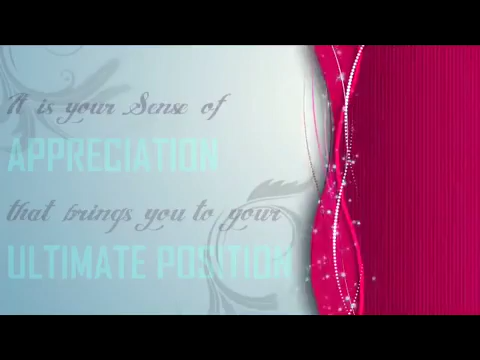 It is your Sense of
APPRECIATION
that brings you to your
ULTIMATE POSITION